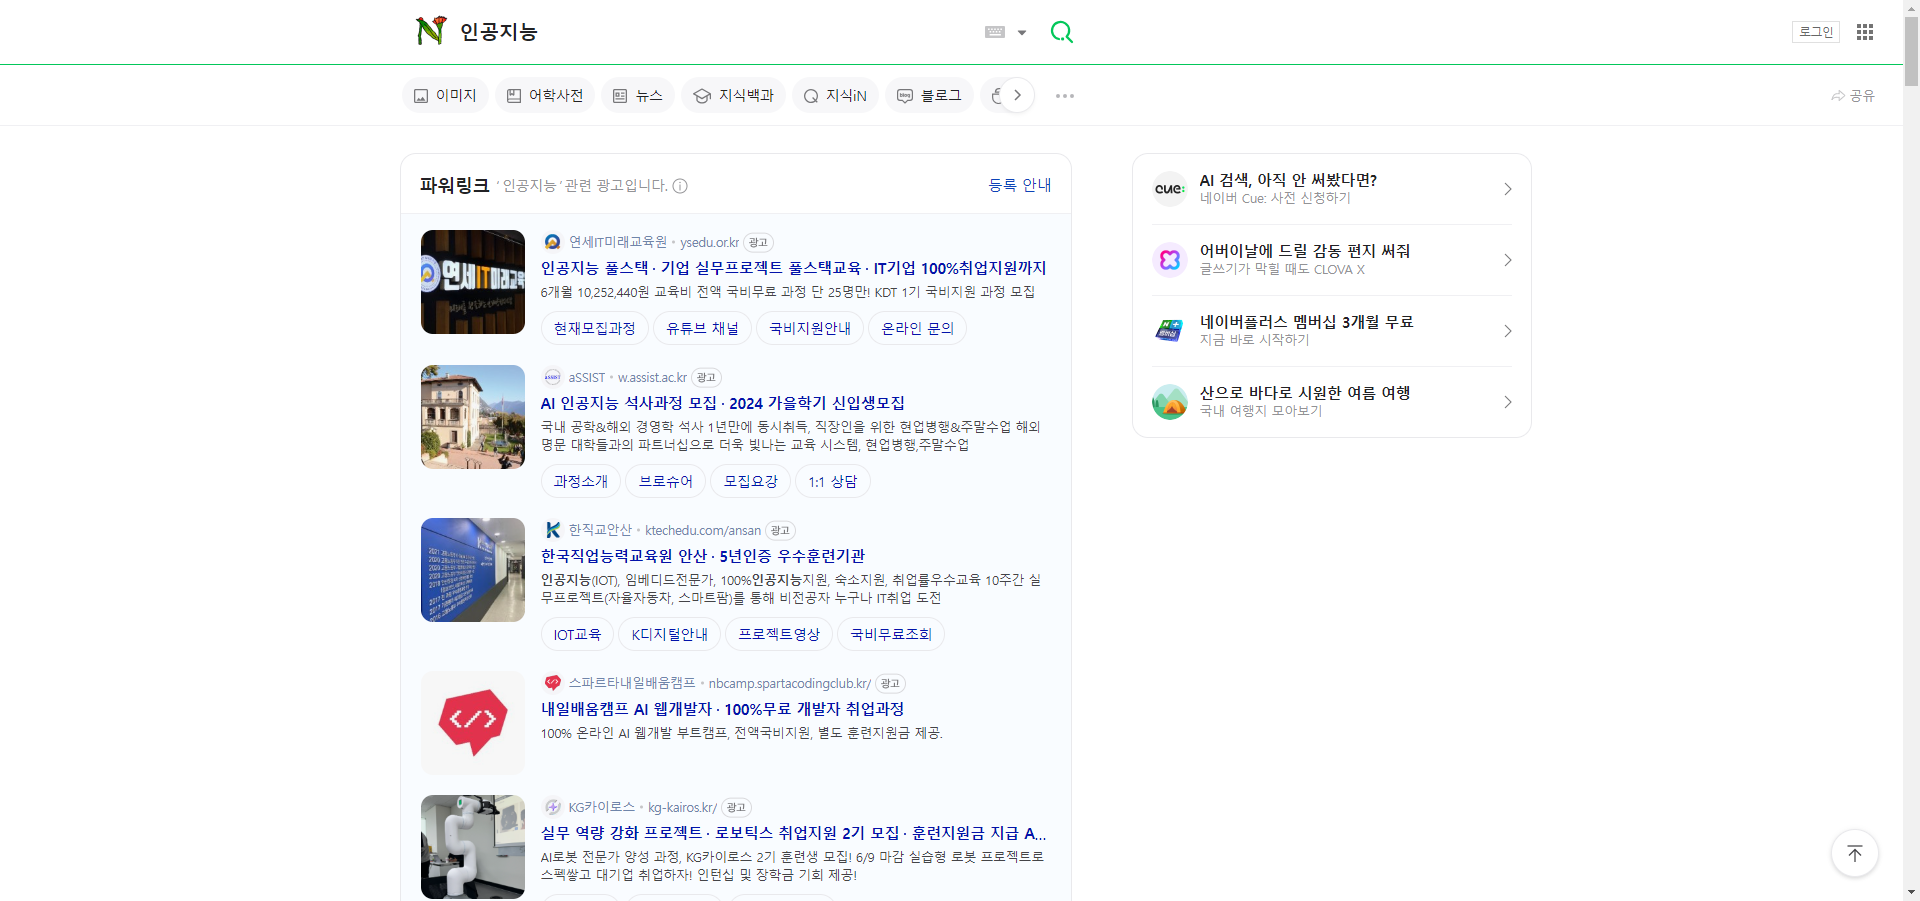 인공지능
로그인
이미지
어학사전
뉴스
지식백과
지식iN
블로그
공유
파워링크 '인공지능' 관련 광고입니다.
등록 안내
연세IT미래교육원 · ysedu.or.kr 광고
인공지능 풀스택 · 기업 실무프로젝트 풀스택교육 · IT기업 100%취업지원까지
6개월 10,252,440원 교육비 전액 국비무료 과정 단 25명만! KDT 1기 국비지원 과정 모집
현재모집과정
유튜브 채널
국비지원안내
온라인 문의
연세IT미래교육
aSSIST · w.assist.ac.kr 광고
AI 인공지능 석사과정 모집 · 2024 가을학기 신입생모집
국내 공학&해외 경영학 석사 1년만에 동시취득, 직장인을 위한 현업병행&주말수업 해외
명문 대학들과의 파트너십으로 더욱 빛나는 교육 시스템, 현업병행,주말수업
과정소개
브로슈어
모집요강
1:1 상담
한직교안산 · ktechedu.com/ansan 광고
한국직업능력교육원 안산 · 5년인증 우수훈련기관
인공지능(IOT), 임베디드전문가, 100%인공지능지원, 숙소지원, 취업률우수교육 10주간 실
무프로젝트(자율자동차, 스마트팜)를 통해 비전공자 누구나 IT취업 도전
IOT교육
K디지털안내
프로젝트영상
국비무료조회
스파르타내일배움캠프 · nbcamp.spartacodingclub.kr/ 광고
내일배움캠프 AI 웹개발자 · 100%무료 개발자 취업과정
100% 온라인 AI 웹개발 부트캠프, 전액국비지원, 별도 훈련지원금 제공.
KG카이로스 · kg-kairos.kr/ 광고
실무 역량 강화 프로젝트 · 로보틱스 취업지원 2기 모집 · 훈련지원금 지급 A...
AI로봇 전문가 양성 과정, KG카이로스 2기 훈련생 모집! 6/9 마감 실습형 로봇 프로젝트로
스펙쌓고 대기업 취업하자! 인턴십 및 장학금 기회 제공!
cue:
AI 검색, 아직 안 써봤다면?
네이버 Cue: 사전 신청하기
어버이날에 드릴 감동 편지 써줘
글쓰기가 막힐 때도 CLOVA X
네이버플러스 멤버십 3개월 무료
지금 바로 시작하기
산으로 바다로 시원한 여름 여행
국내 여행지 모아보기